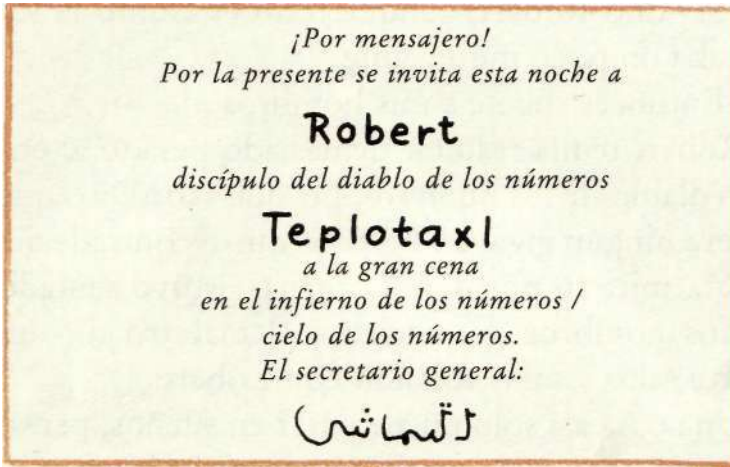 ¡Por mensajero!
Por la presente se invita esta noche a
Robert
discípulo del diablo de los números
Teplotaxl
a la gran cena
en el infierno de los números /
cielo de los números.
El secretario general: